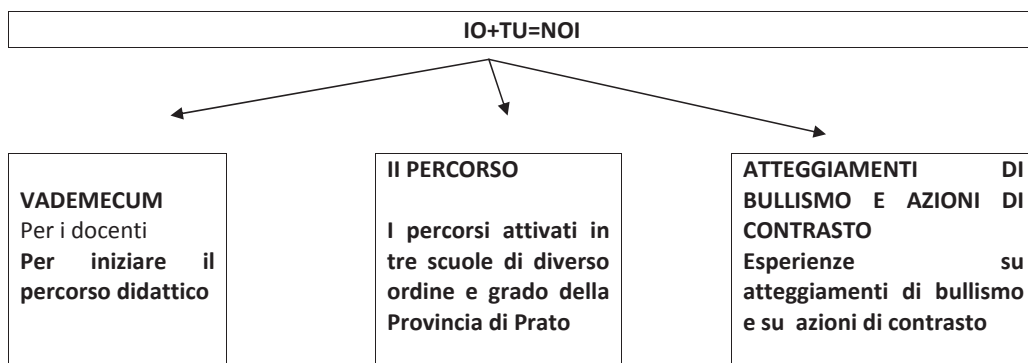 IO+TU=NOI
VADEMECUM
Per i docenti
Per iniziare il
percorso didattico
II PERCORSO
I percorsi attivati in
tre scuole di diverso
ordine e grado della
Provincia di Prato
ATTEGGIAMENTI DI
BULLISMO E AZIONI DI
CONTRASTO
Esperienze su
atteggiamenti di bullismo
e su azioni di contrasto